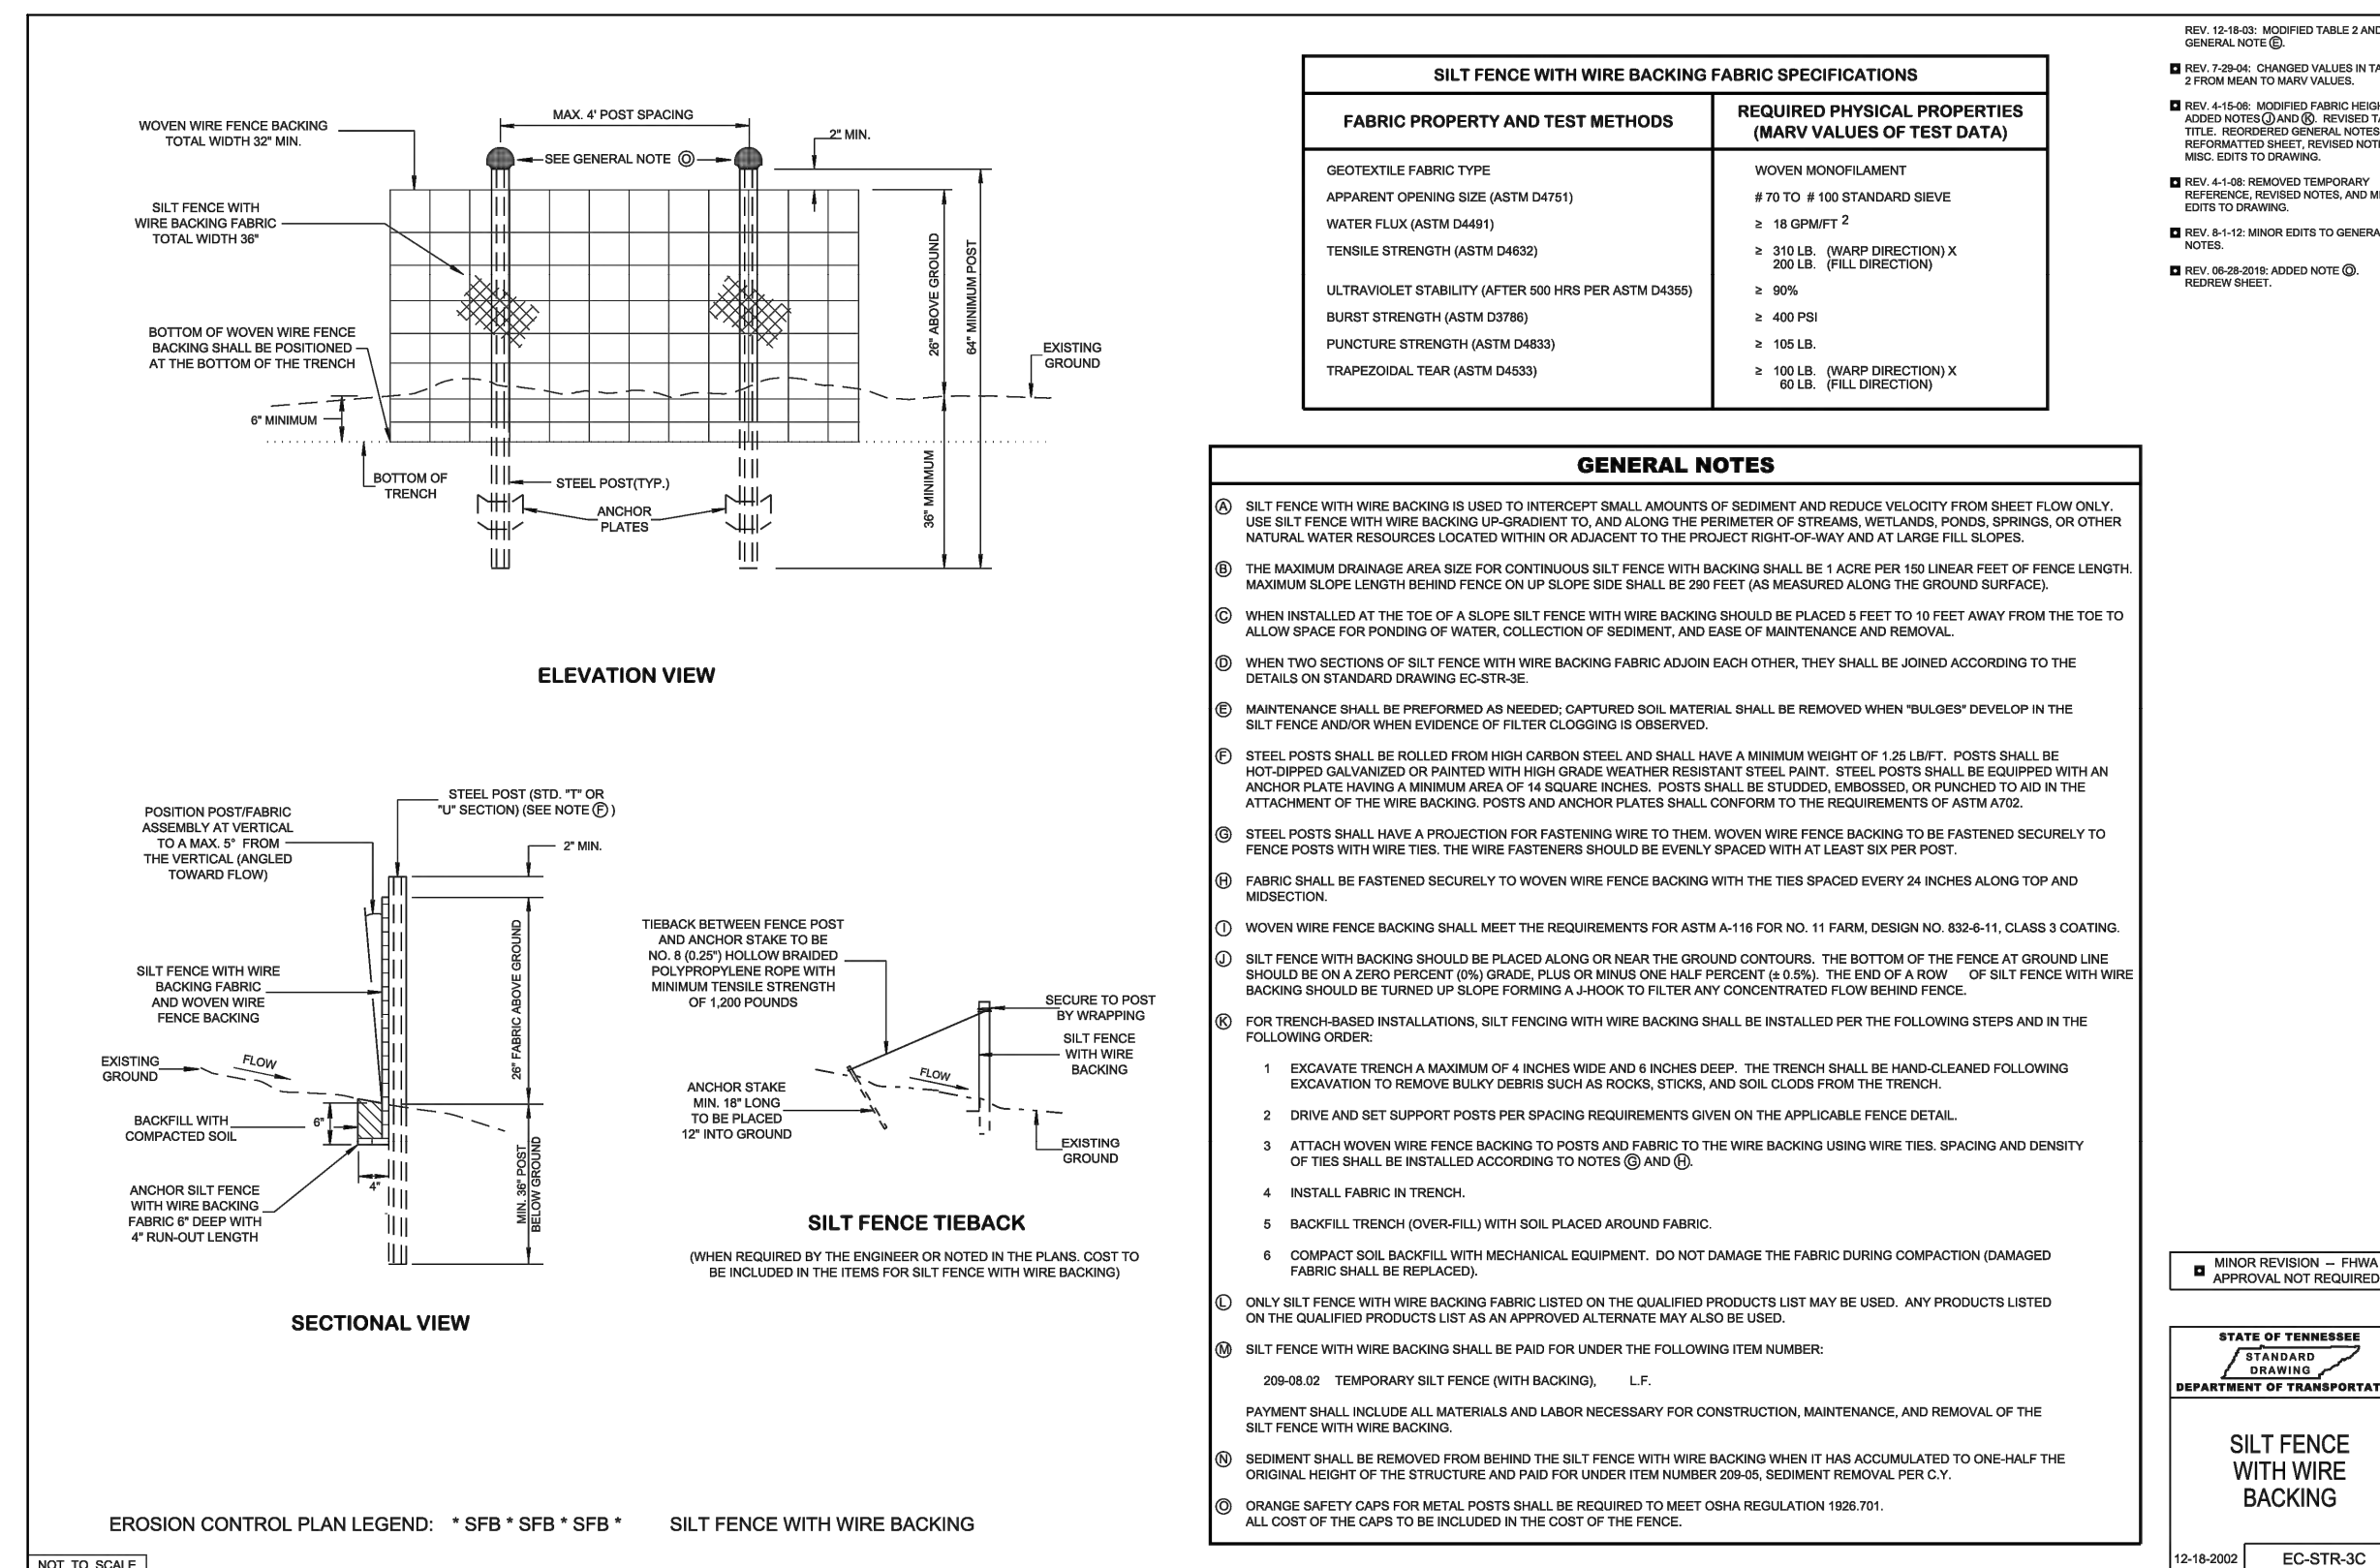 WOVEN WIRE FENCE BACKING
TOTAL WIDTH 32" MIN.
MAX. 4' POST SPACING
2" MIN.
SEE GENERAL NOTE Ⓞ
SILT FENCE WITH
WIRE BACKING FABRIC
TOTAL WIDTH 36"
26" ABOVE GROUND
64" MINIMUM POST
BOTTOM OF WOVEN WIRE FENCE
BACKING SHALL BE POSITIONED
AT THE BOTTOM OF THE TRENCH
EXISTING
GROUND
6" MINIMUM
BOTTOM OF
TRENCH
STEEL POST(TYP.)
ANCHOR
PLATES
36" MINIMUM
ELEVATION VIEW
STEEL POST (STD. "T" OR
"U" SECTION) (SEE NOTE Ⓕ )
POSITION POST/FABRIC
ASSEMBLY AT VERTICAL
TO A MAX. 5° FROM
THE VERTICAL (ANGLED
TOWARD FLOW)
2" MIN.
SILT FENCE WITH WIRE
BACKING FABRIC
AND WOVEN WIRE
FENCE BACKING
26" FABRIC ABOVE GROUND
EXISTING
GROUND
FLOW
BACKFILL WITH
COMPACTED SOIL
6"
4"
ANCHOR SILT FENCE
WITH WIRE BACKING
FABRIC 6" DEEP WITH
4" RUN-OUT LENGTH
MIN. 36" POST
BELOW GROUND
SECTIONAL VIEW
TIEBACK BETWEEN FENCE POST
AND ANCHOR STAKE TO BE
NO. 8 (0.25") HOLLOW BRAIDED
POLYPROPYLENE ROPE WITH
MINIMUM TENSILE STRENGTH
OF 1,200 POUNDS
SECURE TO POST
BY WRAPPING
SILT FENCE
WITH WIRE
BACKING
FLOW
ANCHOR STAKE
MIN. 18" LONG
TO BE PLACED
12" INTO GROUND
EXISTING
GROUND
SILT FENCE TIEBACK
(WHEN REQUIRED BY THE ENGINEER OR NOTED IN THE PLANS. COST TO
BE INCLUDED IN THE ITEMS FOR SILT FENCE WITH WIRE BACKING)
EROSION CONTROL PLAN LEGEND: * SFB * SFB * SFB * SILT FENCE WITH WIRE BACKING
NOT TO SCALE
SILT FENCE WITH WIRE BACKING FABRIC SPECIFICATIONS
FABRIC PROPERTY AND TEST METHODS
REQUIRED PHYSICAL PROPERTIES
(MARV VALUES OF TEST DATA)
GEOTEXTILE FABRIC TYPE WOVEN MONOFILAMENT
APPARENT OPENING SIZE (ASTM D4751) # 70 TO # 100 STANDARD SIEVE
WATER FLUX (ASTM D4491) ≥ 18 GPM/FT 2
TENSILE STRENGTH (ASTM D4632) ≥ 310 LB. (WARP DIRECTION) X
200 LB. (FILL DIRECTION)
ULTRAVIOLET STABILITY (AFTER 500 HRS PER ASTM D4355) ≥ 90%
BURST STRENGTH (ASTM D3786) ≥ 400 PSI
PUNCTURE STRENGTH (ASTM D4833) ≥ 105 LB.
TRAPEZOIDAL TEAR (ASTM D4533) ≥ 100 LB. (WARP DIRECTION) X
60 LB. (FILL DIRECTION)
GENERAL NOTES
Ⓐ SILT FENCE WITH WIRE BACKING IS USED TO INTERCEPT SMALL AMOUNTS OF SEDIMENT AND REDUCE VELOCITY FROM SHEET FLOW ONLY.
USE SILT FENCE WITH WIRE BACKING UP-GRADIENT TO, AND ALONG THE PERIMETER OF STREAMS, WETLANDS, PONDS, SPRINGS, OR OTHER
NATURAL WATER RESOURCES LOCATED WITHIN OR ADJACENT TO THE PROJECT RIGHT-OF-WAY AND AT LARGE FILL SLOPES.
Ⓑ THE MAXIMUM DRAINAGE AREA SIZE FOR CONTINUOUS SILT FENCE WITH BACKING SHALL BE 1 ACRE PER 150 LINEAR FEET OF FENCE LENGTH.
MAXIMUM SLOPE LENGTH BEHIND FENCE ON UP SLOPE SIDE SHALL BE 290 FEET (AS MEASURED ALONG THE GROUND SURFACE).
Ⓒ WHEN INSTALLED AT THE TOE OF A SLOPE SILT FENCE WITH WIRE BACKING SHOULD BE PLACED 5 FEET TO 10 FEET AWAY FROM THE TOE TO
ALLOW SPACE FOR PONDING OF WATER, COLLECTION OF SEDIMENT, AND EASE OF MAINTENANCE AND REMOVAL.
Ⓓ WHEN TWO SECTIONS OF SILT FENCE WITH WIRE BACKING FABRIC ADJOIN EACH OTHER, THEY SHALL BE JOINED ACCORDING TO THE
DETAILS ON STANDARD DRAWING EC-STR-3E.
Ⓔ MAINTENANCE SHALL BE PREFORMED AS NEEDED; CAPTURED SOIL MATERIAL SHALL BE REMOVED WHEN "BULGES" DEVELOP IN THE
SILT FENCE AND/OR WHEN EVIDENCE OF FILTER CLOGGING IS OBSERVED.
Ⓕ STEEL POSTS SHALL BE ROLLED FROM HIGH CARBON STEEL AND SHALL HAVE A MINIMUM WEIGHT OF 1.25 LB/FT. POSTS SHALL BE
HOT-DIPPED GALVANIZED OR PAINTED WITH HIGH GRADE WEATHER RESISTANT STEEL PAINT. STEEL POSTS SHALL BE EQUIPPED WITH AN
ANCHOR PLATE HAVING A MINIMUM AREA OF 14 SQUARE INCHES. POSTS SHALL BE STUDDED, EMBOSSED, OR PUNCHED TO AID IN THE
ATTACHMENT OF THE WIRE BACKING. POSTS AND ANCHOR PLATES SHALL CONFORM TO THE REQUIREMENTS OF ASTM A702.
Ⓖ STEEL POSTS SHALL HAVE A PROJECTION FOR FASTENING WIRE TO THEM. WOVEN WIRE FENCE BACKING TO BE FASTENED SECURELY TO
FENCE POSTS WITH WIRE TIES. THE WIRE FASTENERS SHOULD BE EVENLY SPACED WITH AT LEAST SIX PER POST.
Ⓗ FABRIC SHALL BE FASTENED SECURELY TO WOVEN WIRE FENCE BACKING WITH THE TIES SPACED EVERY 24 INCHES ALONG TOP AND
MIDSECTION.
Ⓘ WOVEN WIRE FENCE BACKING SHALL MEET THE REQUIREMENTS FOR ASTM A-116 FOR NO. 11 FARM, DESIGN NO. 832-6-11, CLASS 3 COATING.
Ⓙ SILT FENCE WITH BACKING SHOULD BE PLACED ALONG OR NEAR THE GROUND CONTOURS. THE BOTTOM OF THE FENCE AT GROUND LINE
SHOULD BE ON A ZERO PERCENT (0%) GRADE, PLUS OR MINUS ONE HALF PERCENT (± 0.5%). THE END OF A ROW OF SILT FENCE WITH WIRE
BACKING SHOULD BE TURNED UP SLOPE FORMING A J-HOOK TO FILTER ANY CONCENTRATED FLOW BEHIND FENCE.
Ⓚ FOR TRENCH-BASED INSTALLATIONS, SILT FENCING WITH WIRE BACKING SHALL BE INSTALLED PER THE FOLLOWING STEPS AND IN THE
FOLLOWING ORDER:
1 EXCAVATE TRENCH A MAXIMUM OF 4 INCHES WIDE AND 6 INCHES DEEP. THE TRENCH SHALL BE HAND-CLEANED FOLLOWING
EXCAVATION TO REMOVE BULKY DEBRIS SUCH AS ROCKS, STICKS, AND SOIL CLODS FROM THE TRENCH.
2 DRIVE AND SET SUPPORT POSTS PER SPACING REQUIREMENTS GIVEN ON THE APPLICABLE FENCE DETAIL.
3 ATTACH WOVEN WIRE FENCE BACKING TO POSTS AND FABRIC TO THE WIRE BACKING USING WIRE TIES. SPACING AND DENSITY
OF TIES SHALL BE INSTALLED ACCORDING TO NOTES Ⓖ AND Ⓗ.
4 INSTALL FABRIC IN TRENCH.
5 BACKFILL TRENCH (OVER-FILL) WITH SOIL PLACED AROUND FABRIC.
6 COMPACT SOIL BACKFILL WITH MECHANICAL EQUIPMENT. DO NOT DAMAGE THE FABRIC DURING COMPACTION (DAMAGED
FABRIC SHALL BE REPLACED).
Ⓛ ONLY SILT FENCE WITH WIRE BACKING FABRIC LISTED ON THE QUALIFIED PRODUCTS LIST MAY BE USED. ANY PRODUCTS LISTED
ON THE QUALIFIED PRODUCTS LIST AS AN APPROVED ALTERNATE MAY ALSO BE USED.
Ⓜ SILT FENCE WITH WIRE BACKING SHALL BE PAID FOR UNDER THE FOLLOWING ITEM NUMBER:
209-08.02 TEMPORARY SILT FENCE (WITH BACKING), L.F.
PAYMENT SHALL INCLUDE ALL MATERIALS AND LABOR NECESSARY FOR CONSTRUCTION, MAINTENANCE, AND REMOVAL OF THE
SILT FENCE WITH WIRE BACKING.
Ⓝ SEDIMENT SHALL BE REMOVED FROM BEHIND THE SILT FENCE WITH WIRE BACKING WHEN IT HAS ACCUMULATED TO ONE-HALF THE
ORIGINAL HEIGHT OF THE STRUCTURE AND PAID FOR UNDER ITEM NUMBER 209-05, SEDIMENT REMOVAL PER C.Y.
Ⓞ ORANGE SAFETY CAPS FOR METAL POSTS SHALL BE REQUIRED TO MEET OSHA REGULATION 1926.701.
ALL COST OF THE CAPS TO BE INCLUDED IN THE COST OF THE FENCE.
REV. 12-18-03: MODIFIED TABLE 2 AND
GENERAL NOTE Ⓔ.
REV. 7-29-04: CHANGED VALUES IN
2 FROM MEAN TO MARV VALUES.
REV. 4-15-06: MODIFIED FABRIC
ADDED NOTES Ⓙ AND Ⓚ. REVISED
TITLE. REORDERED GENERAL NOTES
REFORMATTED SHEET, REVISED
MISC. EDITS TO DRAWING.
REV. 4-1-08: REMOVED TEMPORARY
REFERENCE, REVISED NOTES, AND
EDITS TO DRAWING.
REV. 8-1-12: MINOR EDITS TO
NOTES.
REV. 06-28-2019: ADDED NOTE Ⓞ.
REDREW SHEET.
MINOR REVISION -- FHWA
APPROVAL NOT REQUIRED
STATE OF TENNESSEE
STANDARD
DRAWING
DEPARTMENT OF
SILT FENCE
WITH WIRE
BACKING
12-18-2002 EC-STR-3C